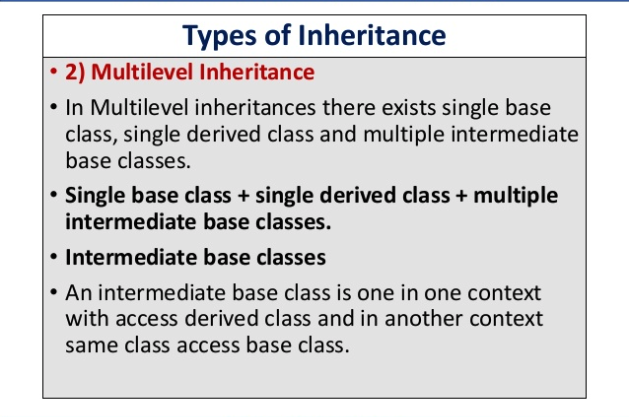 Types of Inheritance
• 2) Multilevel Inheritance
• In Multilevel inheritances there exists single base
class, single derived class and multiple intermediate
base classes.
• Single base class + single derived class + multiple
intermediate base classes.
• Intermediate base classes
• An intermediate base class is one in one context
with access derived class and in another context
same class access base class.